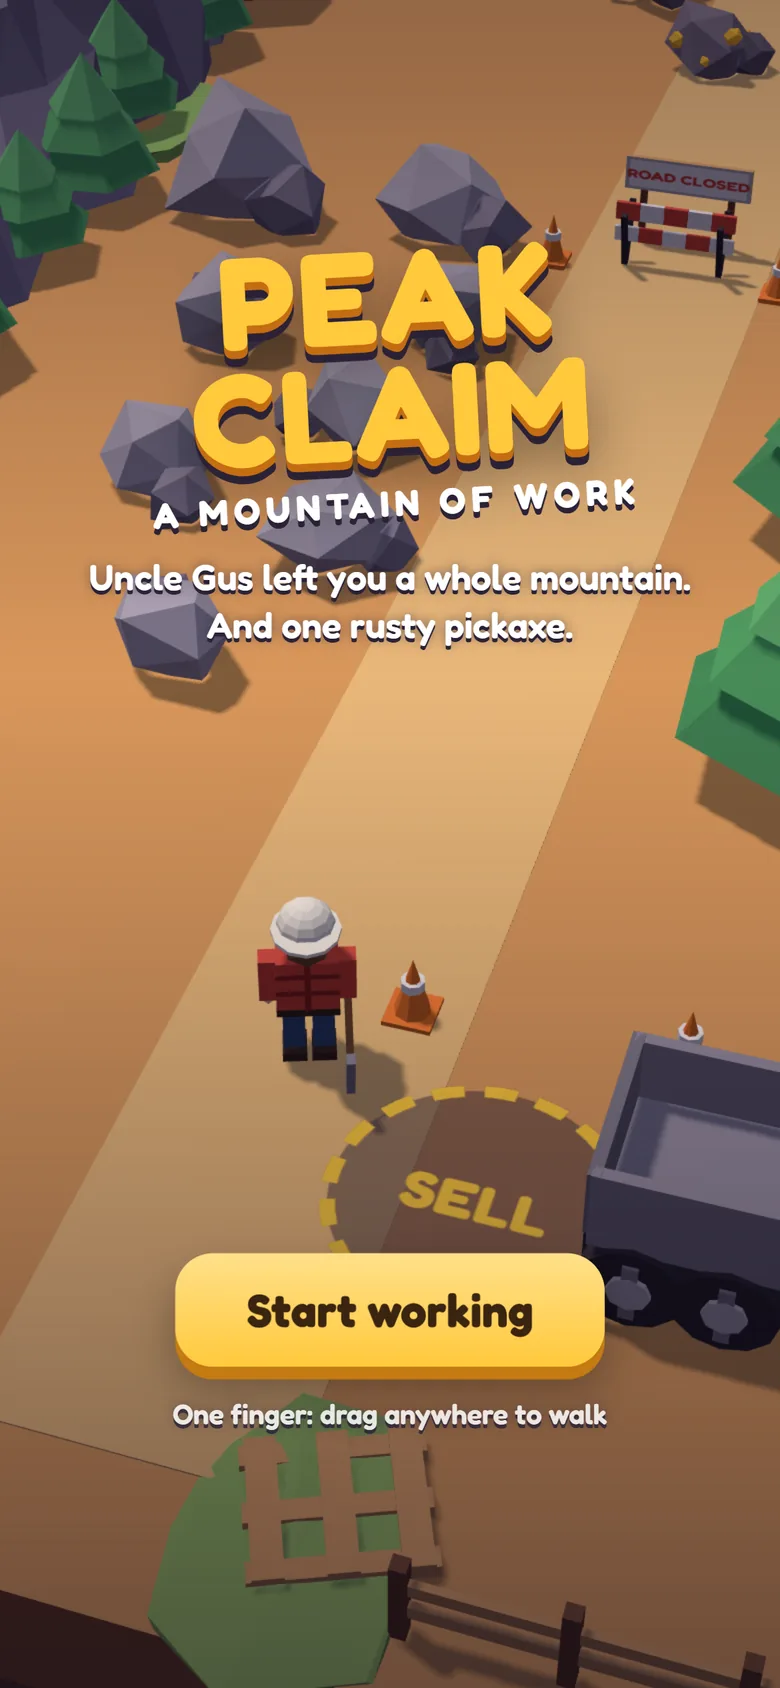 ROAD CLOSED
PEAK
CLAIM
A MOUNTAIN OF WORK
Uncle Gus left you a whole mountain.
And one rusty pickaxe.
SELL
Start working
One finger: drag anywhere to walk